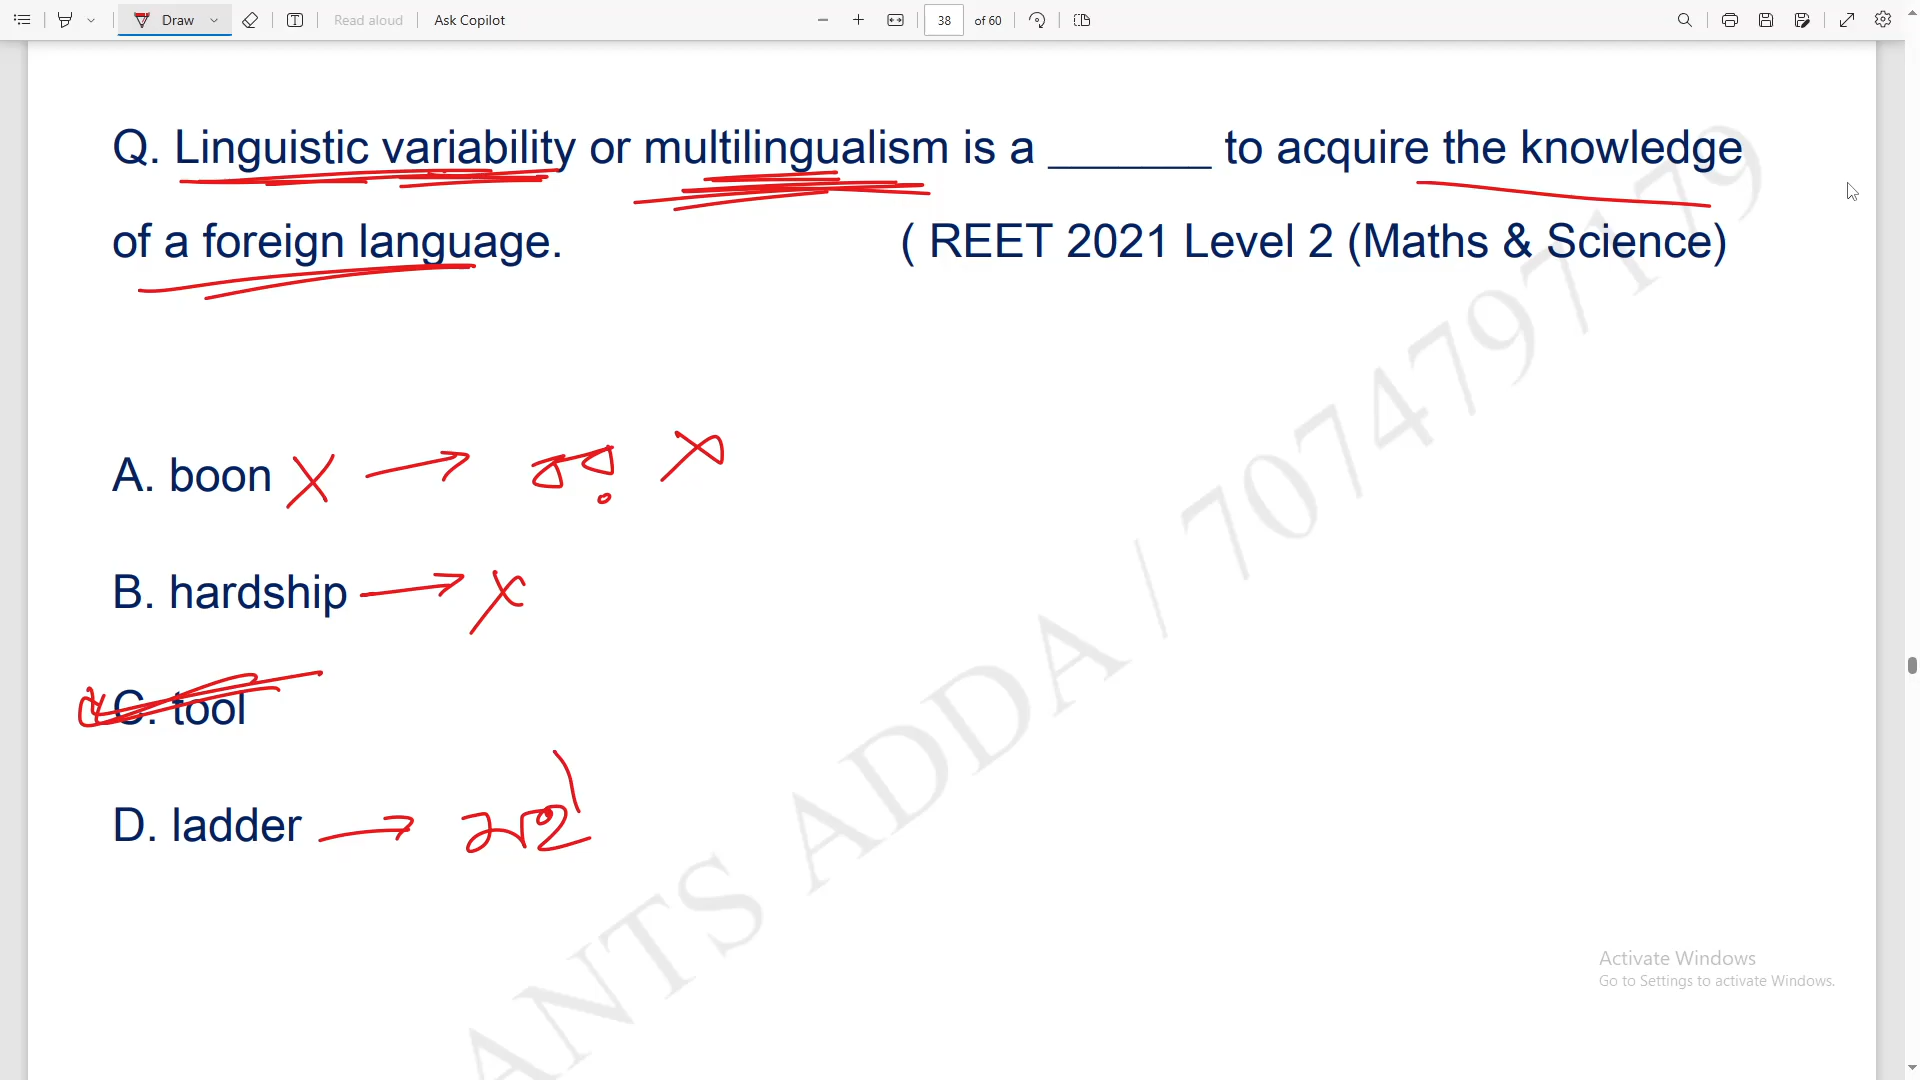 Draw
Read aloud
Ask Copilot
38
of 60
Q. Linguistic variability or multilingualism is a _______ to acquire the knowledge
of a foreign language.
( REET 2021 Level 2 (Maths & Science)
A. boon
B. hardship
C. tool
D. ladder
ANTS ADDA / 7074797179
Activate Windows
Go to Settings to activate Windows.